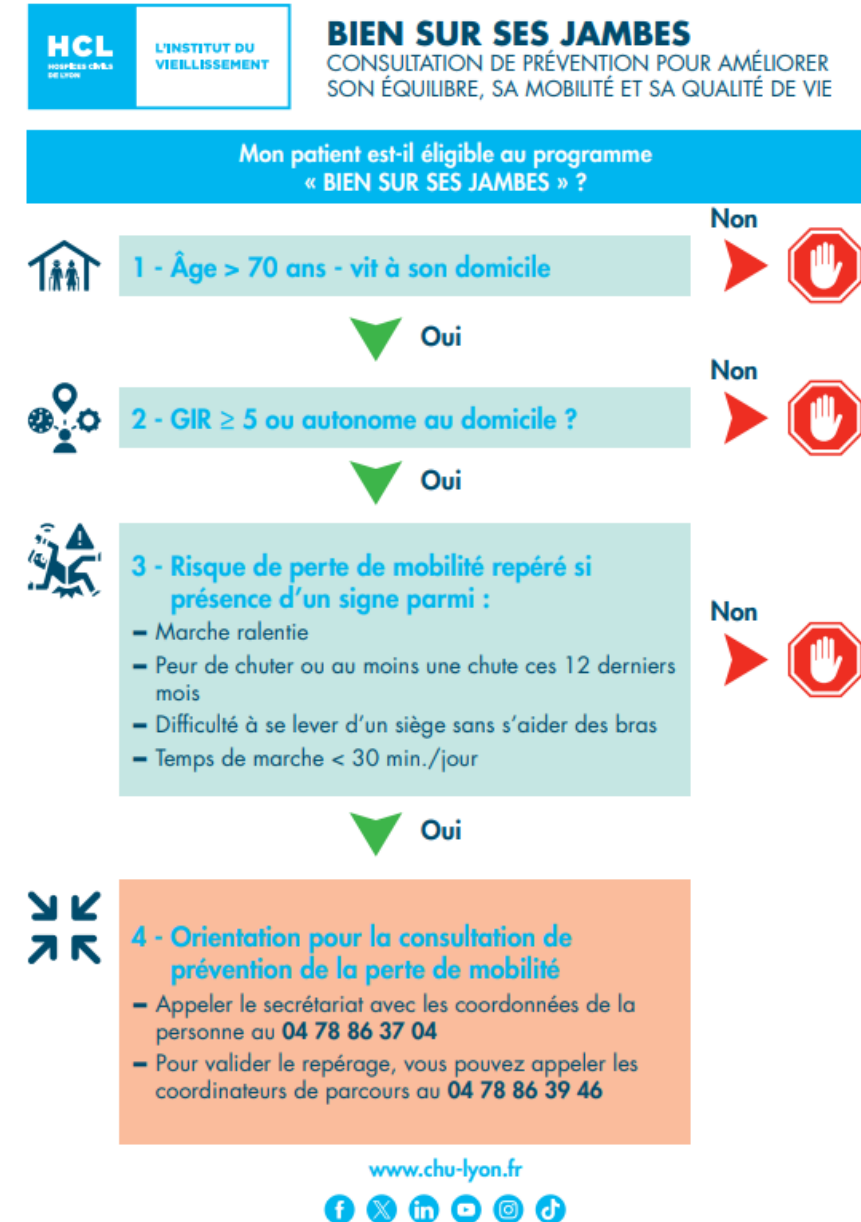 HCL
HOSPICES CIVILS
DE LYON
L'INSTITUT DU
VIEILLISSEMENT
BIEN SUR SES JAMBES
CONSULTATION DE PRÉVENTION POUR AMÉLIORER
SON ÉQUILIBRE, SA MOBILITÉ ET SA QUALITÉ DE VIE
Mon patient est-il éligible au programme
« BIEN SUR SES JAMBES » ?
Non
1 - Âge > 70 ans - vit à son domicile
Oui
Non
2 - GIR ≥ 5 ou autonome au domicile ?
Oui
3 - Risque de perte de mobilité repéré si
présence d'un signe parmi :
Non
– Marche ralentie
– Peur de chuter ou au moins une chute ces 12 derniers
mois
– Difficulté à se lever d'un siège sans s'aider des bras
– Temps de marche < 30 min./jour
Oui
4 - Orientation pour la consultation de
prévention de la perte de mobilité
– Appeler le secrétariat avec les coordonnées de la
personne au 04 78 86 37 04
– Pour valider le repérage, vous pouvez appeler les
coordinateurs de parcours au 04 78 86 39 46
www.chu-lyon.fr